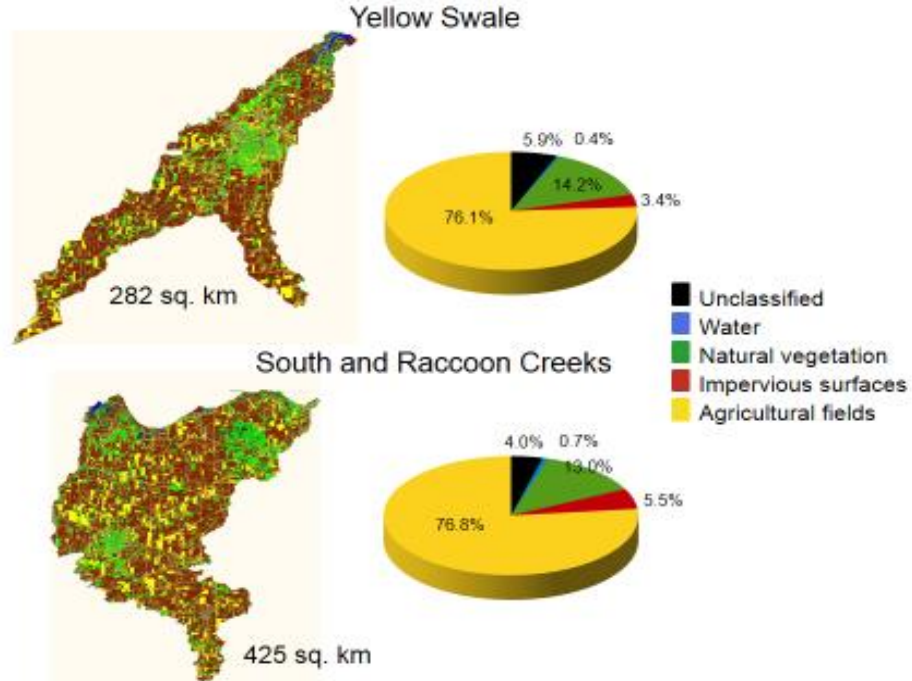 Yellow Swale
5.9% 0.4%
14.2%
3.4%
76.1%
282 sq. km
Unclassified
Water
Natural vegetation
Impervious surfaces
Agricultural fields
South and Raccoon Creeks
4.0% 0.7%
13.0%
5.5%
76.8%
425 sq. km